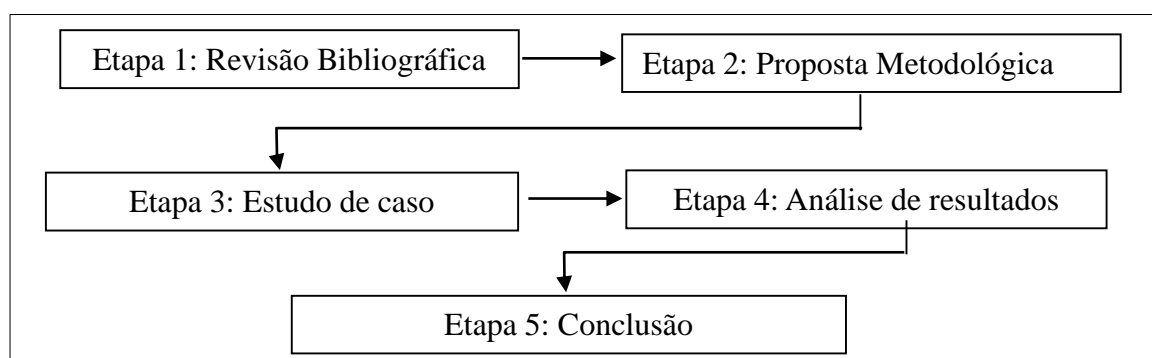 Etapa 1: Revisão Bibliográfica
Etapa 2: Proposta Metodológica
Etapa 3: Estudo de caso
Etapa 4: Análise de resultados
Etapa 5: Conclusão